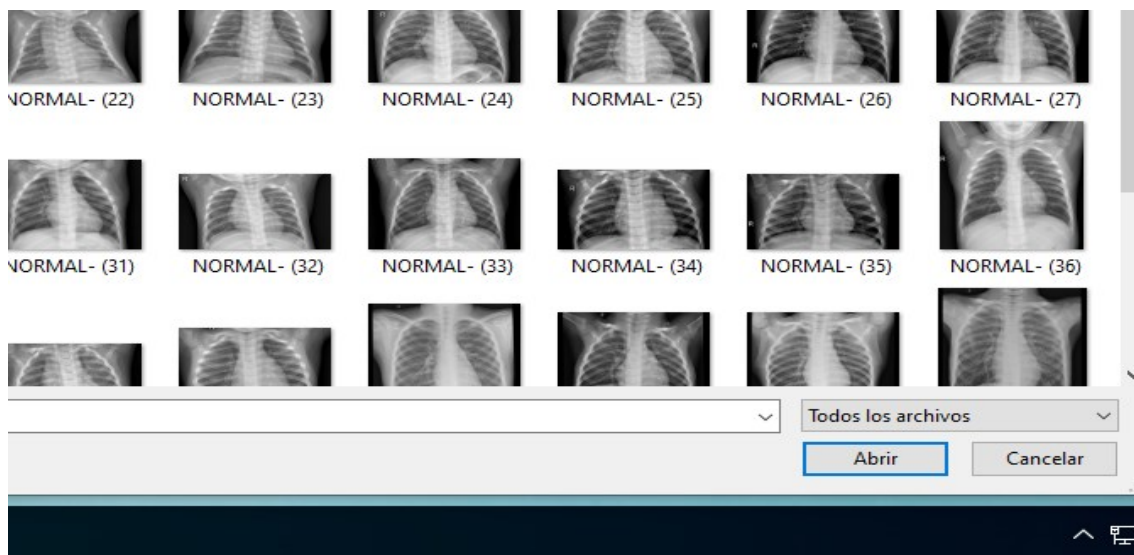 NORMAL- (22) NORMAL- (23) NORMAL- (24) NORMAL- (25) NORMAL- (26) NORMAL- (27)
NORMAL- (31) NORMAL- (32) NORMAL- (33) NORMAL- (34) NORMAL- (35) NORMAL- (36)
Todos los archivos
Abrir Cancelar